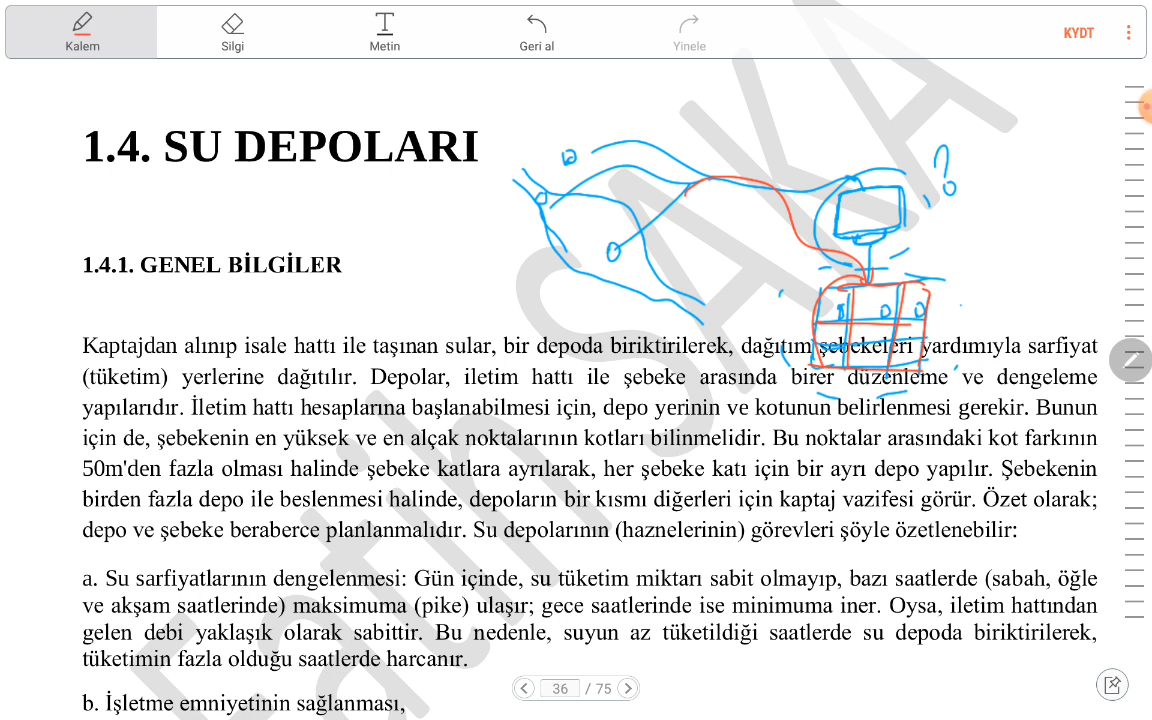 Kalem
Silgi
Metin
Geri al
Yinele
KYDT
1.4. SU DEPOLARI
1.4.1. GENEL BİLGİLER
Kaptajdan alınıp isale hattı ile taşınan sular, bir depoda biriktirilerek, dağıtım şebekeleri yardımıyla sarfiyat
(tüketim) yerlerine dağıtılır. Depolar, iletim hattı ile şebeke arasında birer düzenleme ve dengeleme
yapılarıdır. İletim hattı hesaplarına başlanabilmesi için, depo yerinin ve kotunun belirlenmesi gerekir. Bunun
için de, şebekenin en yüksek ve en alçak noktalarının kotları bilinmelidir. Bu noktalar arasındaki kot farkının
50m'den fazla olması halinde şebeke katlara ayrılarak, her şebeke katı için bir ayrı depo yapılır. Şebekenin
birden fazla depo ile beslenmesi halinde, depoların bir kısmı diğerleri için kaptaj vazifesi görür. Özet olarak;
depo ve şebeke beraberce planlanmalıdır. Su depolarının (haznelerinin) görevleri şöyle özetlenebilir:
a. Su sarfiyatlarının dengelenmesi: Gün içinde, su tüketim miktarı sabit olmayıp, bazı saatlerde (sabah, öğle
ve akşam saatlerinde) maksimuma (pike) ulaşır; gece saatlerinde ise minimuma iner. Oysa, iletim hattından
gelen debi yaklaşık olarak sabittir. Bu nedenle, suyun az tüketildiği saatlerde su depoda biriktirilerek,
tüketimin fazla olduğu saatlerde harcanır.
b. İşletme emniyetinin sağlanması,
36 / 75
Fatih SAKA
?